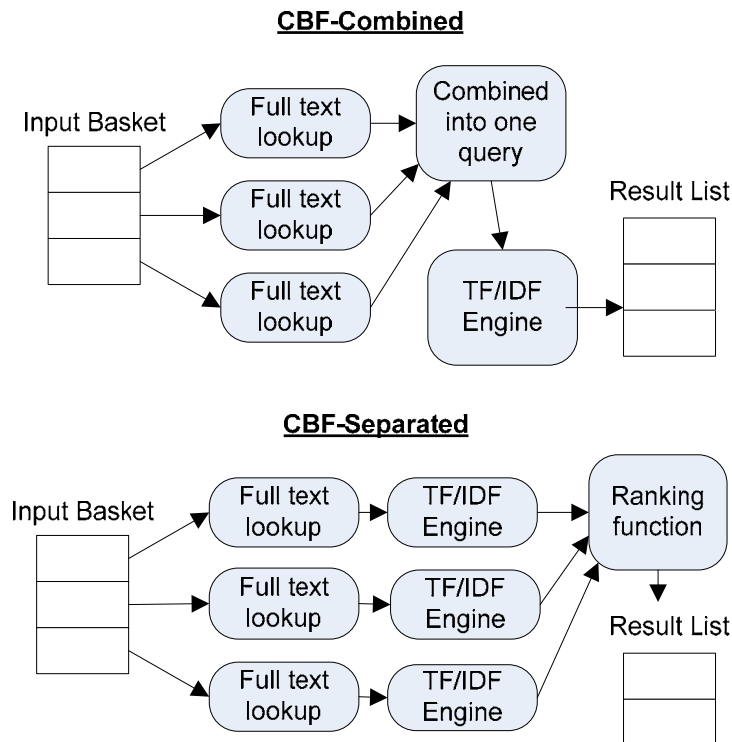 CBF-Combined
Input Basket
Full text
lookup
Full text
lookup
Full text
lookup
Combined
into one
query
TF/IDF
Engine
Result List
CBF-Separated
Input Basket
Full text
lookup
TF/IDF
Engine
Full text
lookup
TF/IDF
Engine
Full text
lookup
TF/IDF
Engine
Ranking
function
Result List